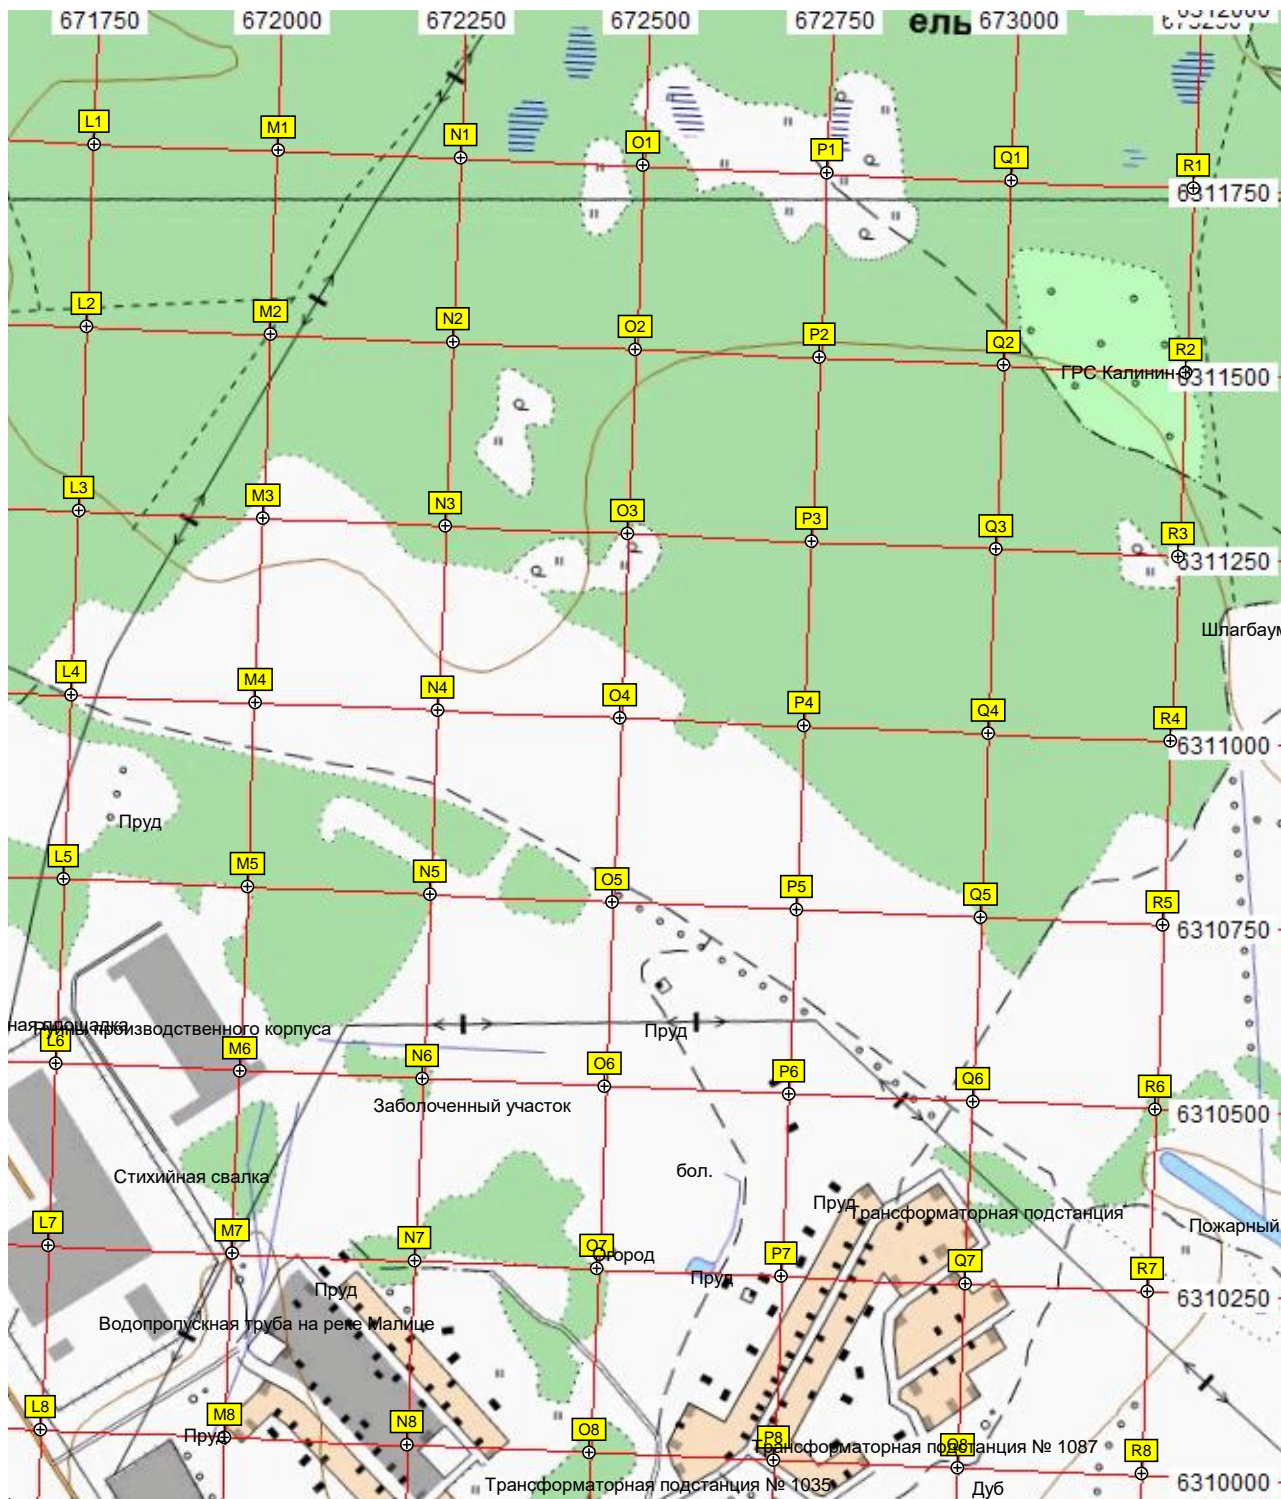 671750 672000 672250 672500 672750 673000
ель
L1 M1 N1 O1 P1 Q1 R1
6311750
L2 M2 N2 O2 P2 Q2 R2
ГРС Калинин-
6311500
L3 M3 N3 O3 P3 Q3 R3
6311250
Шлагбаум
L4 M4 N4 O4 P4 Q4 R4
6311000
Пруд
L5 M5 N5 O5 P5 Q5 R5
6310750
ная площадка
Руины производственного корпуса
Пруд
L6 M6 N6 O6 P6 Q6 R6
Заболоченный участок
6310500
Стихийная свалка
бол.
Пруд
Трансформаторная подстанция
Пожарный
L7 M7 N7 O7 P7 Q7 R7
Огород
Пруд
Пруд
6310250
Водопропускная труба на реке Малице
L8 M8 N8 O8 P8 Q8 R8
Пруд
Трансформаторная подстанция № 1087
Трансформаторная подстанция № 1035
Дуб
6310000